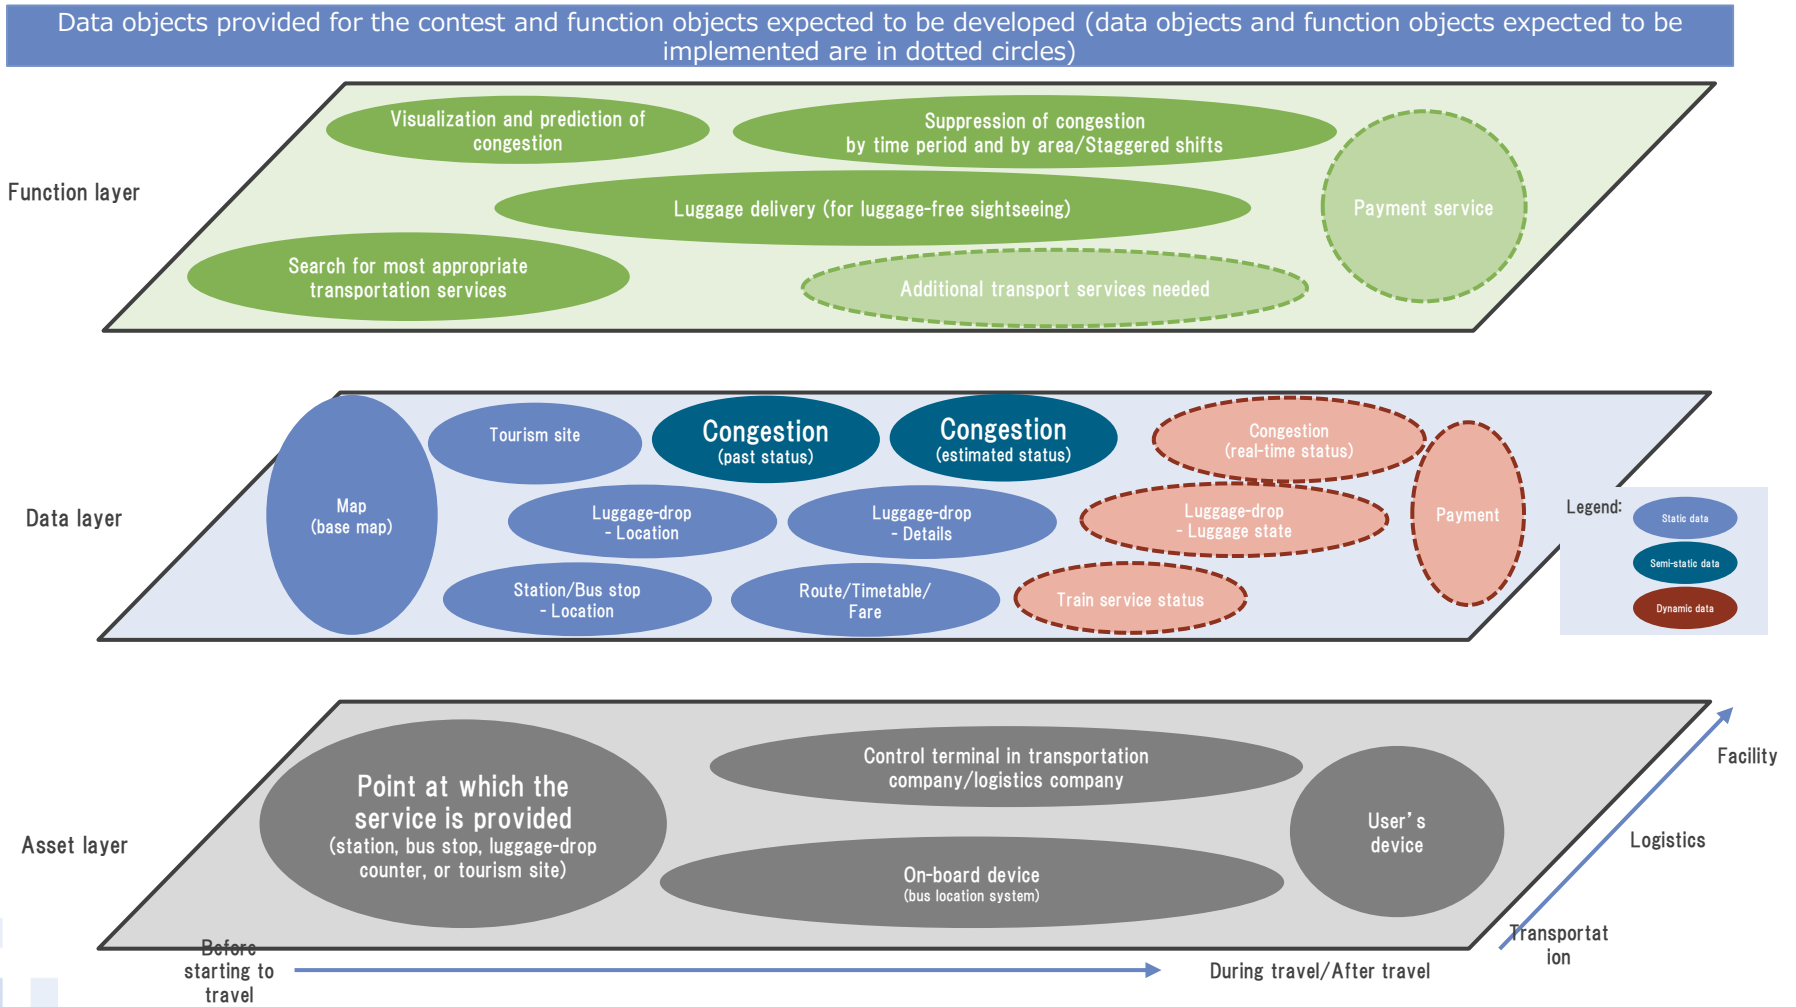 Data objects provided for the contest and function objects expected to be developed (data objects and function objects expected to be
implemented are in dotted circles)
Function layer
Visualization and prediction of
congestion
Suppression of congestion
by time period and by area/Staggered shifts
Payment service
Luggage delivery (for luggage-free sightseeing)
Search for most appropriate
transportation services
Additional transport services needed
Data layer
Map
(base map)
Tourism site
Congestion
(past status)
Congestion
(estimated status)
Congestion
(real-time status)
Luggage-drop
- Location
Luggage-drop
- Details
Luggage-drop
- Luggage state
Payment
Station/Bus stop
- Location
Route/Timetable/
Fare
Train service status
Legend:
Static data
Semi-static data
Dynamic data
Asset layer
Point at which the
service is provided
(station, bus stop, luggage-drop
counter, or tourism site)
Control terminal in transportation
company/logistics company
On-board device
(bus location system)
User's
device
Facility
Logistics
Transportat
ion
Before
starting to
travel
During travel/After travel